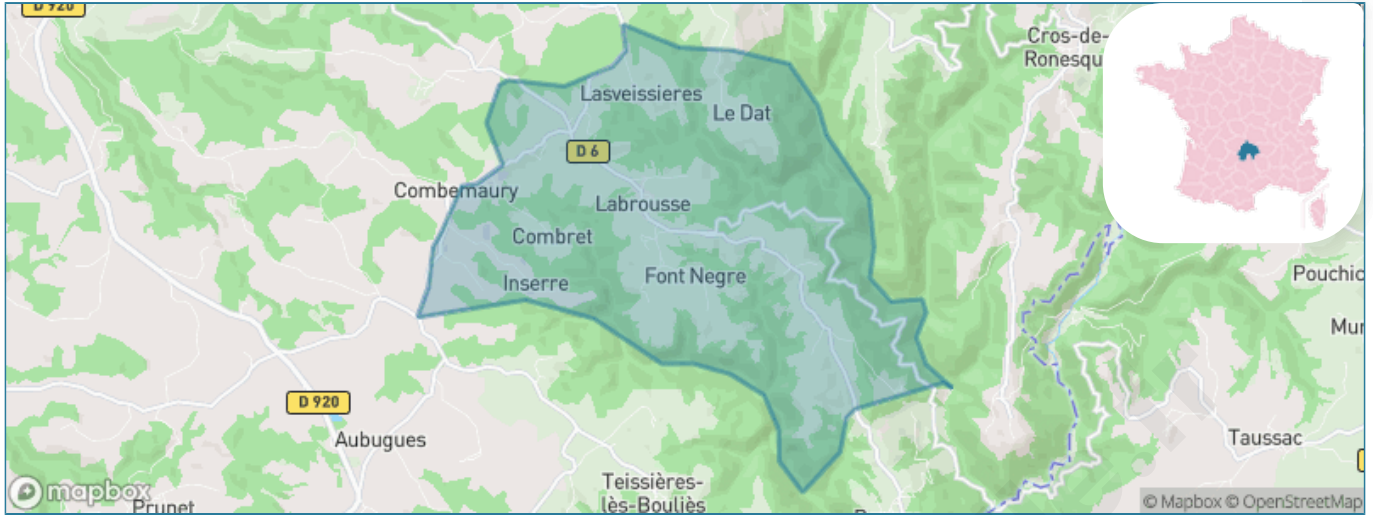 D 920
Cros-de-
Ronesqu
Lasveissieres
Le Dat
D 6
Combemaury
Labrousse
Combret
Font Negre
Inserre
Pouchic
Mur
D 920
Aubugues
Taussac
Teissières-
lès-Bouliès
mapbox
Prunet
© Mapbox © OpenStreetMap